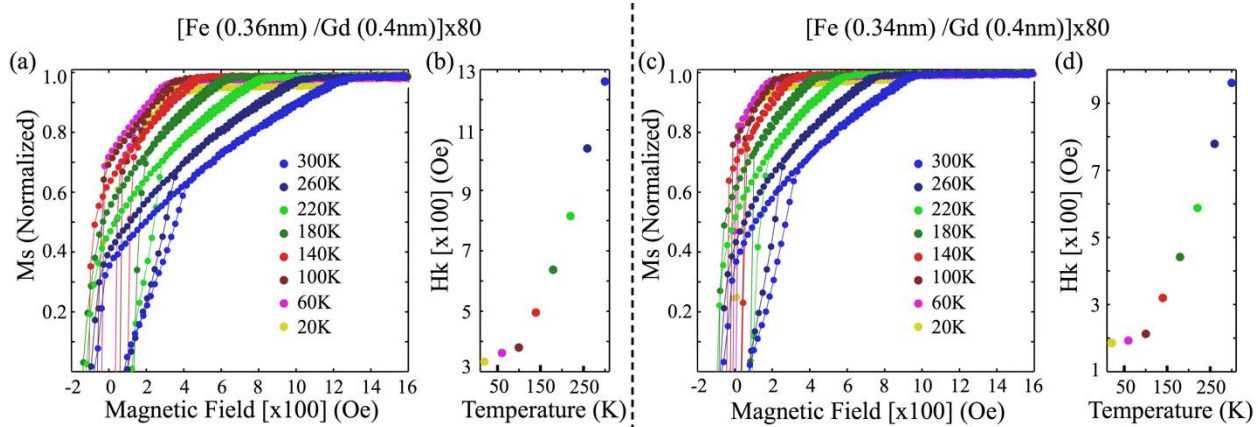 [Fe (0.36nm) /Gd (0.4nm)]x80
(a)
Ms (Normalized)
1.0
0.8
0.6
0.4
0.2
-2 0 2 4 6 8 10 12 14 16
Magnetic Field [x100] (Oe)
300K
260K
220K
180K
140K
100K
60K
20K
(b)
Hk [x100] (Oe)
13
11
9
7
5
3
50 150 250
Temperature (K)
[Fe (0.34nm) /Gd (0.4nm)]x80
(c)
Ms (Normalized)
1.0
0.8
0.6
0.4
0.2
-2 0 2 4 6 8 10 12 14 16
Magnetic Field [x100] (Oe)
300K
260K
220K
180K
140K
100K
60K
20K
(d)
Hk [x100] (Oe)
9
7
5
3
1
50 150 250
Temperature (K)